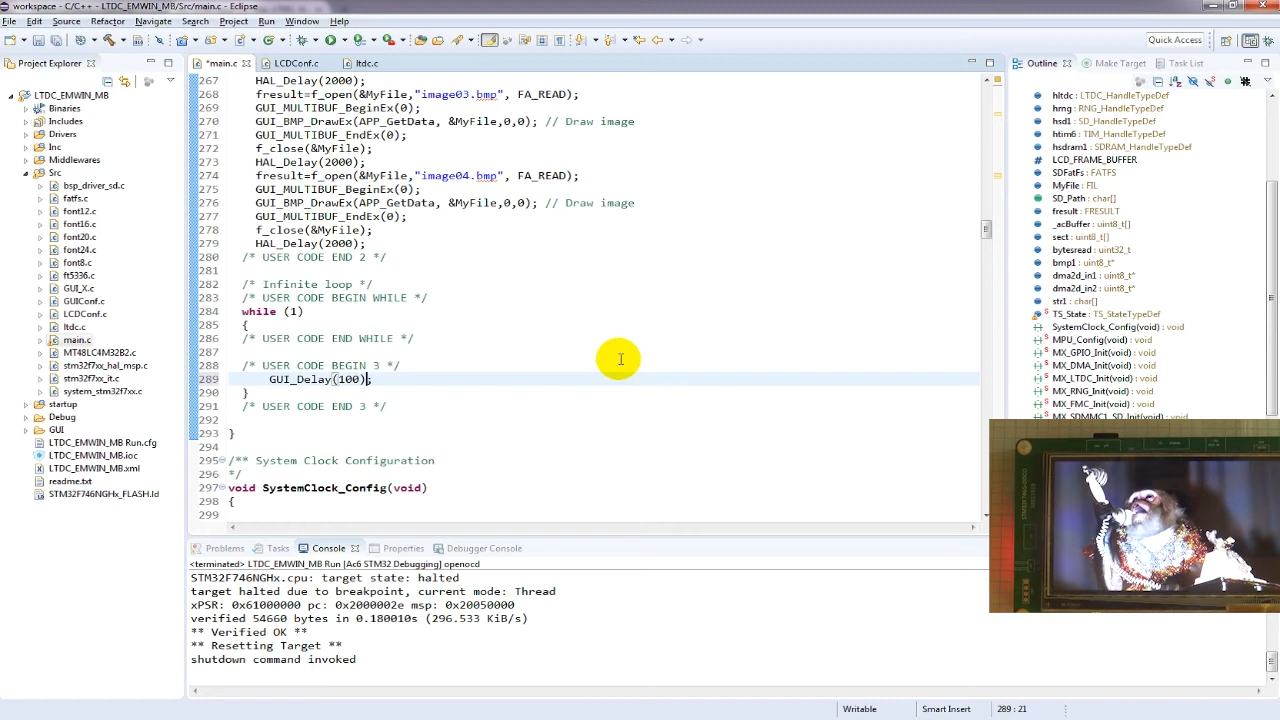 workspace - C/C++ - LTDC_EMWIN_MB/Src/main.c - Eclipse
File Edit Source Refactor Navigate Search Project Run Window Help
Quick Access
Project Explorer
*main.c
LCDConf.c
ltdc.c
Outline
Make Target
Task List
LTDC_EMWIN_MB
Binaries
Includes
Drivers
Inc
Middlewares
Src
bsp_driver_sd.c
fatfs.c
font12.c
font16.c
font20.c
font24.c
font8.c
ft5336.c
GUI_X.c
GUIConf.c
LCDConf.c
ltdc.c
main.c
MT48LC4M32B2.c
stm32f7xx_hal_msp.c
stm32f7xx_it.c
system_stm32f7xx.c
startup
Debug
GUI
LTDC_EMWIN_MB Run.cfg
LTDC_EMWIN_MB.ioc
LTDC_EMWIN_MB.xml
readme.txt
STM32F746NGHx_FLASH.ld
267 HAL_Delay(2000);
268 fresult=f_open(&MyFile,"image03.bmp", FA_READ);
269 GUI_MULTIBUF_BeginEx(0);
270 GUI_BMP_DrawEx(APP_GetData, &MyFile,0,0); // Draw image
271 GUI_MULTIBUF_EndEx(0);
272 f_close(&MyFile);
273 HAL_Delay(2000);
274 fresult=f_open(&MyFile,"image04.bmp", FA_READ);
275 GUI_MULTIBUF_BeginEx(0);
276 GUI_BMP_DrawEx(APP_GetData, &MyFile,0,0); // Draw image
277 GUI_MULTIBUF_EndEx(0);
278 f_close(&MyFile);
279 HAL_Delay(2000);
280 /* USER CODE END 2 */
281
282 /* Infinite loop */
283 /* USER CODE BEGIN WHILE */
284 while (1)
285 {
286 /* USER CODE END WHILE */
287
288 /* USER CODE BEGIN 3 */
289 GUI_Delay(100);
290 }
291 /* USER CODE END 3 */
292
293 }
294
295 /** System Clock Configuration
296 */
297 void SystemClock_Config(void)
298 {
299
hltdc : LTDC_HandleTypeDef
hrng : RNG_HandleTypeDef
hsd1 : SD_HandleTypeDef
htim6 : TIM_HandleTypeDef
hsdram1 : SDRAM_HandleTypeDef
LCD_FRAME_BUFFER
SDFatFs : FATFS
MyFile : FIL
SD_Path : char[]
fresult : FRESULT
_acBuffer : uint8_t[]
sect : uint8_t[]
bytesread : uint32_t
bmp1 : uint8_t*
dma2d_in1 : uint8_t*
dma2d_in2 : uint8_t*
str1 : char[]
TS_State : TS_StateTypeDef
SystemClock_Config(void) : void
MPU_Config(void) : void
MX_GPIO_Init(void) : void
MX_DMA_Init(void) : void
MX_LTDC_Init(void) : void
MX_RNG_Init(void) : void
MX_FMC_Init(void) : void
MX_SDMMC1_SD_Init(void) : void
Problems
Tasks
Console
Properties
Debugger Console
<terminated> LTDC_EMWIN_MB Run [Ac6 STM32 Debugging] openocd
STM32F746NGHx.cpu: target state: halted
target halted due to breakpoint, current mode: Thread
xPSR: 0x61000000 pc: 0x2000002e msp: 0x20050000
verified 54660 bytes in 0.180010s (296.533 KiB/s)
** Verified OK **
** Resetting Target **
shutdown command invoked
Writable
Smart Insert
289 : 21